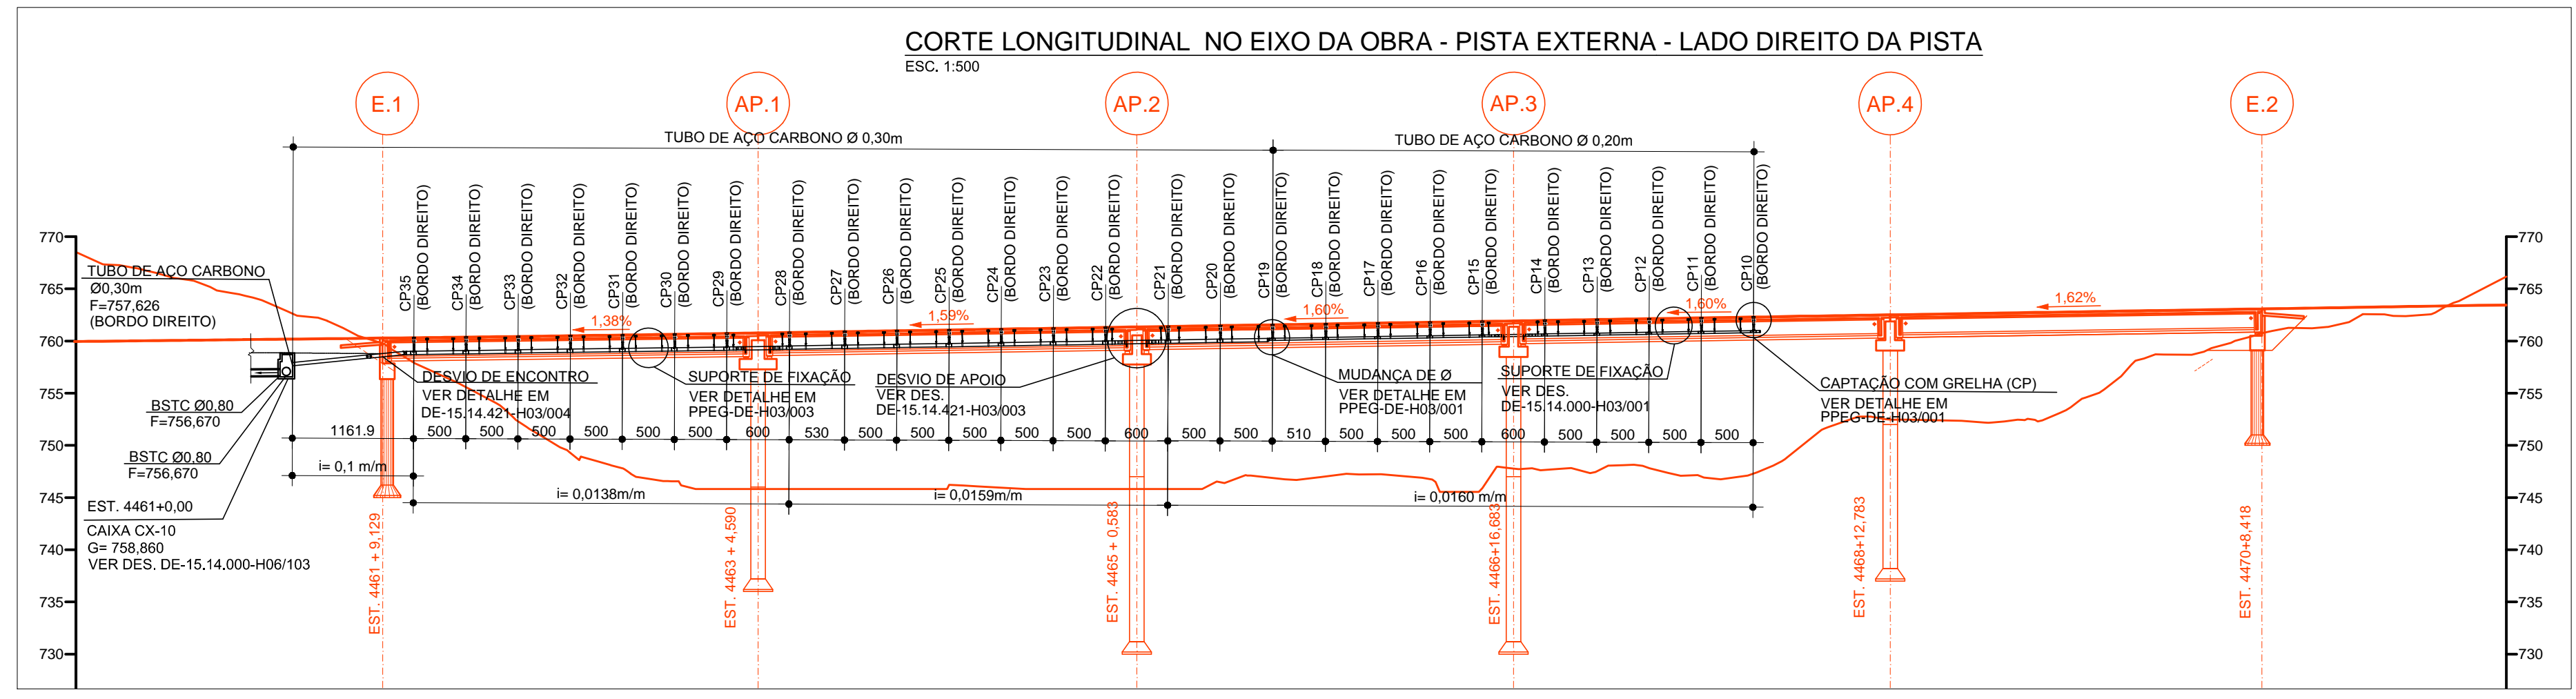 CORTE LONGITUDINAL NO EIXO DA OBRA - PISTA EXTERNA - LADO DIREITO DA PISTA
ESC. 1:500
E.1
AP.1
AP.2
AP.3
AP.4
E.2
TUBO DE AÇO CARBONO Ø 0,30m
TUBO DE AÇO CARBONO Ø 0,20m
CP35
(BORDO DIREITO)
CP34
(BORDO DIREITO)
CP33
(BORDO DIREITO)
CP32
(BORDO DIREITO)
CP31
(BORDO DIREITO)
CP30
(BORDO DIREITO)
CP29
(BORDO DIREITO)
CP28
(BORDO DIREITO)
CP27
(BORDO DIREITO)
CP26
(BORDO DIREITO)
CP25
(BORDO DIREITO)
CP24
(BORDO DIREITO)
CP23
(BORDO DIREITO)
CP22
(BORDO DIREITO)
CP21
(BORDO DIREITO)
CP20
(BORDO DIREITO)
CP19
(BORDO DIREITO)
CP18
(BORDO DIREITO)
CP17
(BORDO DIREITO)
CP16
(BORDO DIREITO)
CP15
(BORDO DIREITO)
CP14
(BORDO DIREITO)
CP13
(BORDO DIREITO)
CP12
(BORDO DIREITO)
CP11
(BORDO DIREITO)
CP10
(BORDO DIREITO)
770
765
760
755
750
745
740
735
730
770
765
760
755
750
745
740
735
730
TUBO DE AÇO CARBONO
Ø0,30m
F=757,626
(BORDO DIREITO)
1,38%
1,59%
1,60%
1,60%
1,62%
DESVIO DE ENCONTRO
VER DETALHE EM
DE-15.14.421-H03/004
SUPORTE DE FIXAÇÃO
VER DETALHE EM
PPEG-DE-H03/003
DESVIO DE APOIO
VER DES.
DE-15.14.421-H03/003
MUDANÇA DE Ø
VER DETALHE EM
PPEG-DE-H03/001
SUPORTE DE FIXAÇÃO
VER DES.
DE-15.14.000-H03/001
CAPTAÇÃO COM GRELHA (CP)
VER DETALHE EM
PPEG-DE-H03/001
BSTC Ø0,80
F=756,670
BSTC Ø0,80
F=756,670
1161.9 500 500 500 500 500 500 600 530 500 500 500 500 500 600 500 500 510 500 500 500 600 500 500 500 500
i= 0,1 m/m
i= 0,0138m/m
i= 0,0159m/m
i= 0,0160 m/m
EST. 4461+0,00
CAIXA CX-10
G= 758,860
VER DES. DE-15.14.000-H06/103
EST. 4461 + 9,129
EST. 4463 + 4,590
EST. 4465 + 0,583
EST. 4466+16,683
EST. 4468+12,783
EST. 4470+8,418